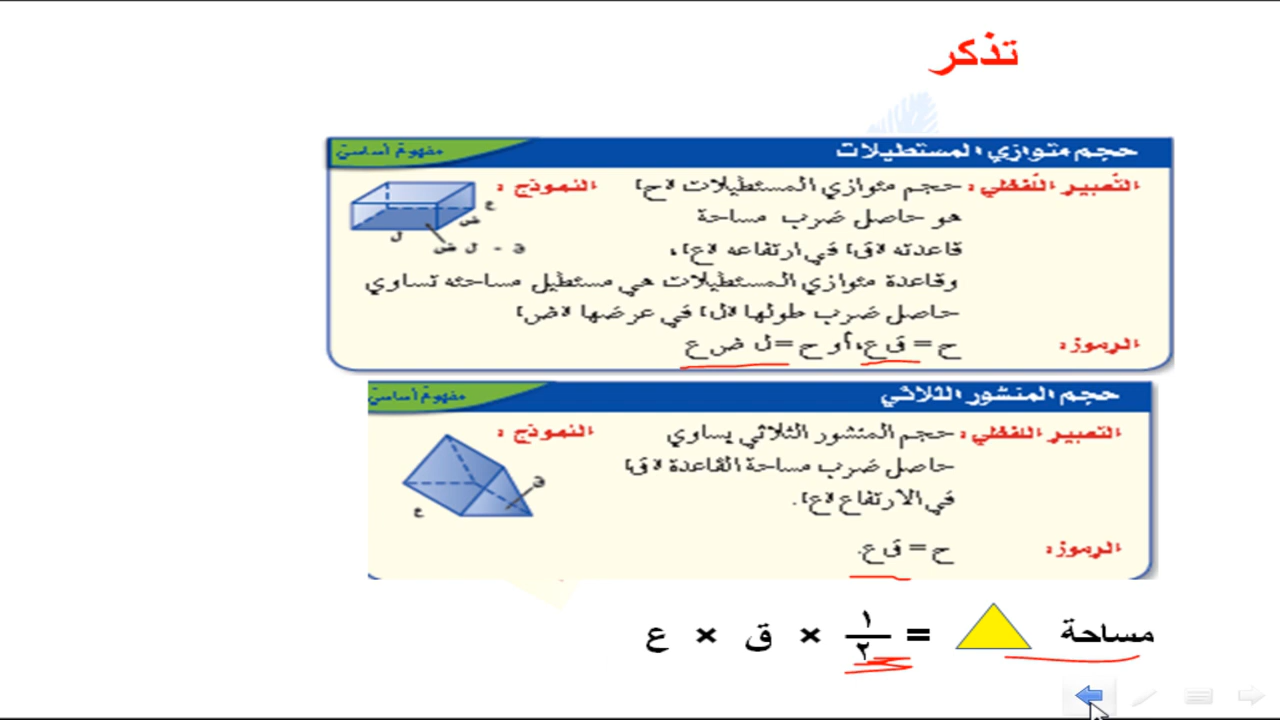 تذكر
حجم متوازي المستطيلات
مفهوم أساسي
التعبير اللفظي: حجم متوازي المستطيلات (ح)
هو حاصل ضرب مساحة
قاعدته (ق) في ارتفاعه (ع)،
وقاعدة متوازي المستطيلات هي مستطيل مساحته تساوي
حاصل ضرب طولها (ل) في عرضها (ض)
الرموز: ح = ق ع، أو ح = ل ض ع
النموذج:
ع
ض
ل
ق = ل ض
حجم المنشور الثلاثي
مفهوم أساسي
التعبير اللفظي: حجم المنشور الثلاثي يساوي
حاصل ضرب مساحة القاعدة (ق)
في الارتفاع (ع).
الرموز: ح = ق ع.
النموذج:
ق
ع
مساحة = ١/٢ × ق × ع